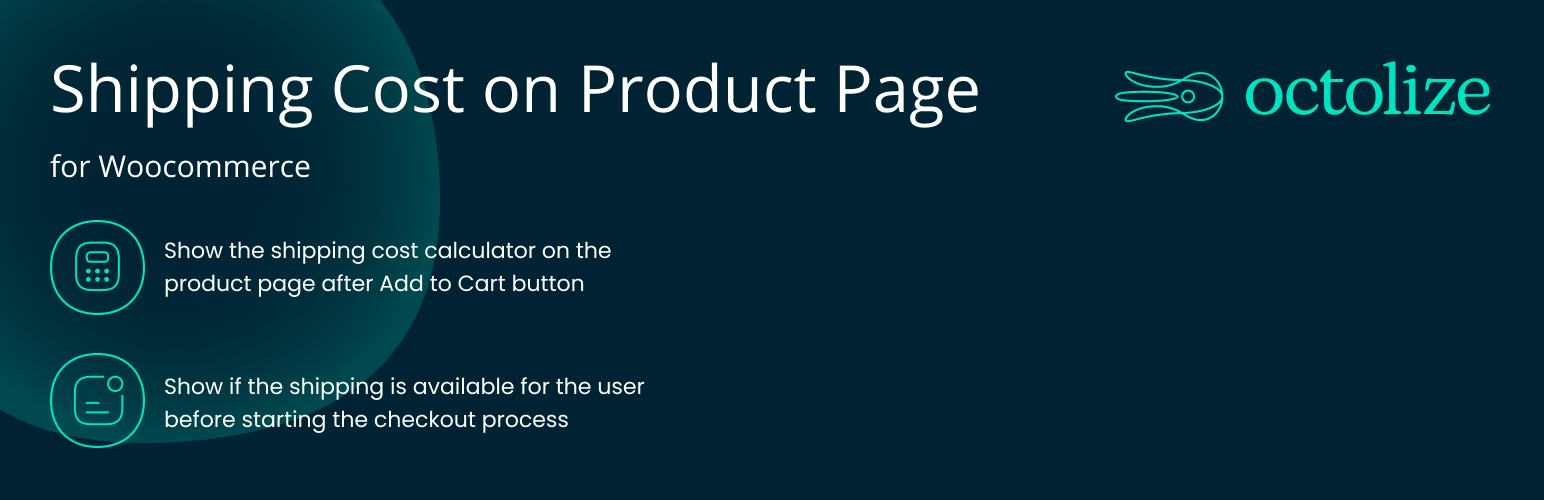 Shipping Cost on Product Page
octolize
for Woocommerce
Show the shipping cost calculator on the
product page after Add to Cart button
Show if the shipping is available for the user
before starting the checkout process